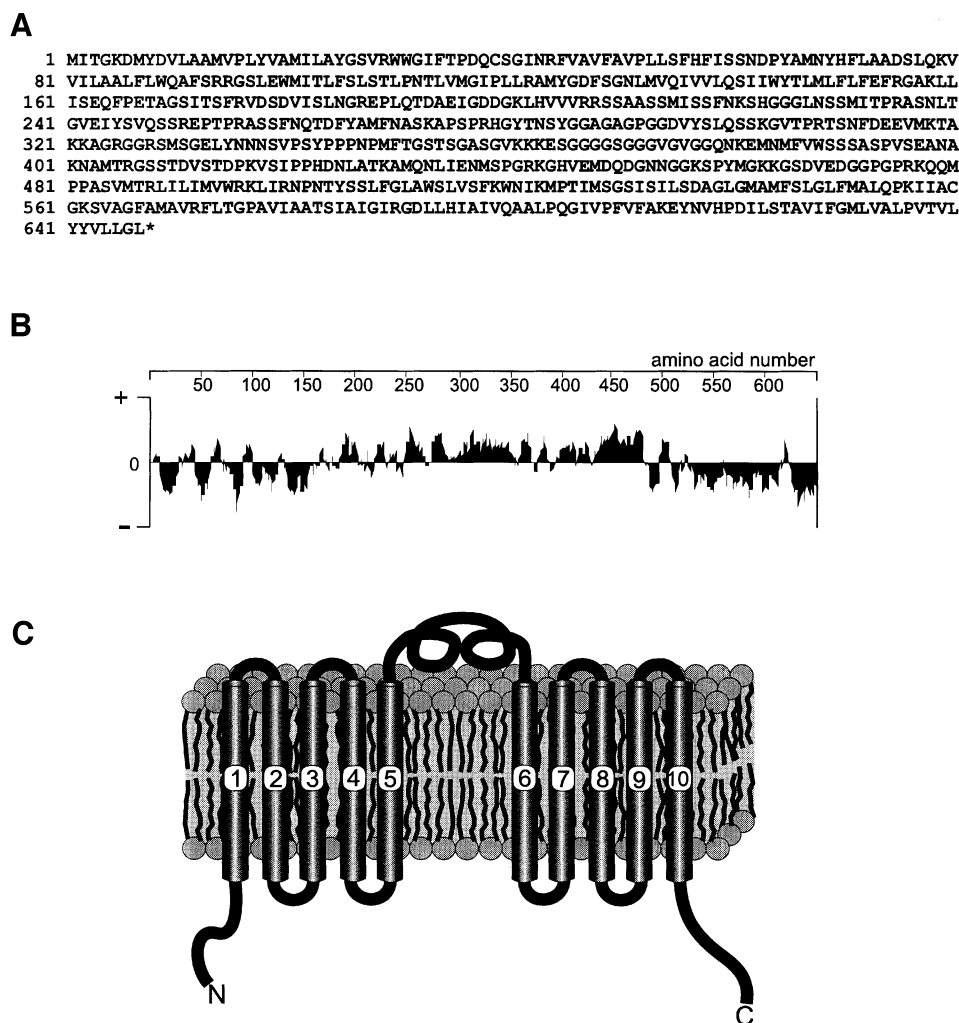 A
1 MITGKDMYDVLAAMVPLYVAMILAYGSVRWWGIFTPDQCSGINRFVAVFAVPLLSFHFISSNDPYAMNYHFLAADSLQKV
81 VILAALFLWQAFSRRGSLEWMITLFSLSTLPNTLVMGIPLLRAMYGDFSGNLMVQIVVLQSIIWYTLMLFLFEFRGAKLL
161 ISEQFPETAGSITSFRVDSDVISLNGREPLQTDAEIGDDGKLHVVVRRSSAASSMISSFNKSHGGGLNSSMITPRASNLT
241 GVEIYSVQSSREPTPRASSFNQTDFYAMFNASKAPSPRHGYTNSYGGAGAGPGGDVYSLQSSKGVTPRTSNFDEEVMKTA
321 KKAGRGGRSMSGELYNNNSVPSYPPPNPMFTGSTSGASGVKKKESGGGGSGGGVGVGGQNKEMNMFVWSSSASPVSEANA
401 KNAMTRGSSTDVSTDPKVSIPPHDNLATKAMQNLIENMSPGRKGHVEMDQDGNNGGKSPYMGKKGSDVEDGGPGPRKQQM
481 PPASVMTRLILIMVWRKLIRNPNTYSSLFGLAWSLVSFKWNIKMPTIMSGSISILSDAGLGMAMFSLGLFMALQPKIIAC
561 GKSVAGFAMAVRFLTGPAVIAATSIAIGIRGDLLHIAIVQAALPQGIVPFVFAKEYNVHPDILSTAVIFGMLVALPVTVL
641 YYVLLGL*
B
amino acid number
50 100 150 200 250 300 350 400 450 500 550 600
+
0
-
C
1 2 3 4 5 6 7 8 9 10
N
C